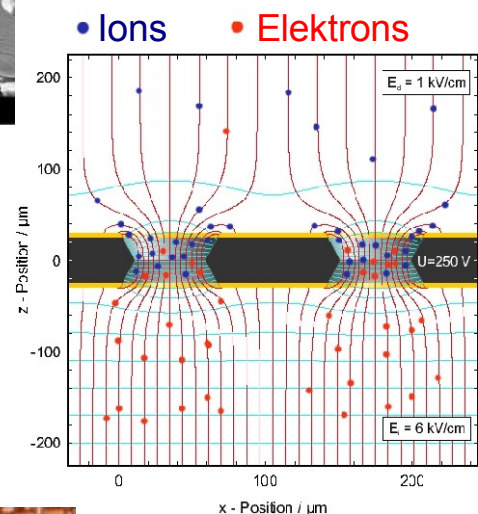 Ions Elektrons
200
E_d = 1 kV/cm
100
0
U=250 V
-100
E_i = 6 kV/cm
-200
z - Position / µm
0 100 200
x - Position / µm